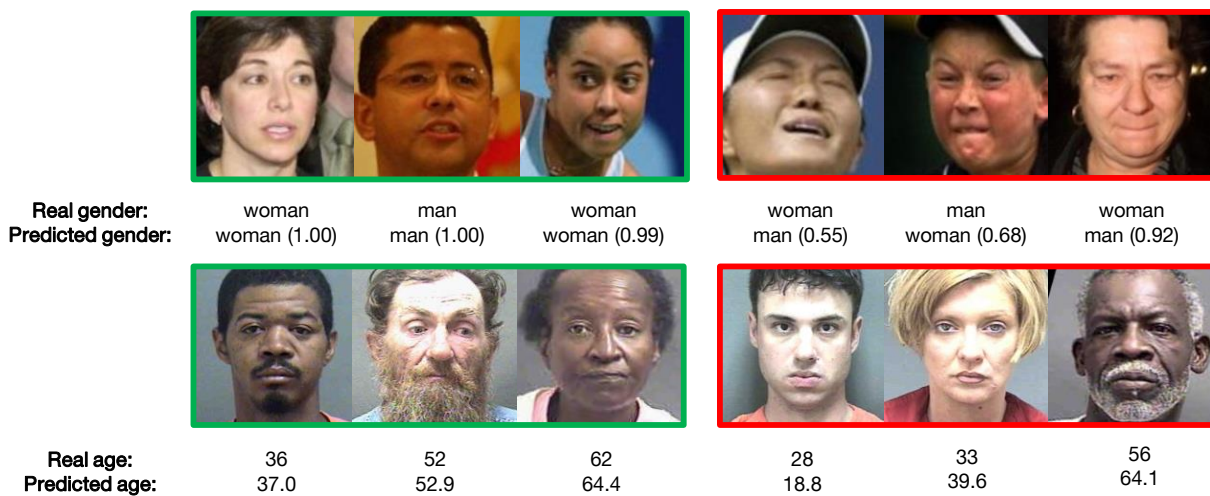 Real gender: woman man woman woman man woman
Predicted gender: woman (1.00) man (1.00) woman (0.99) man (0.55) woman (0.68) man (0.92)
Real age: 36 52 62 28 33 56
Predicted age: 37.0 52.9 64.4 18.8 39.6 64.1